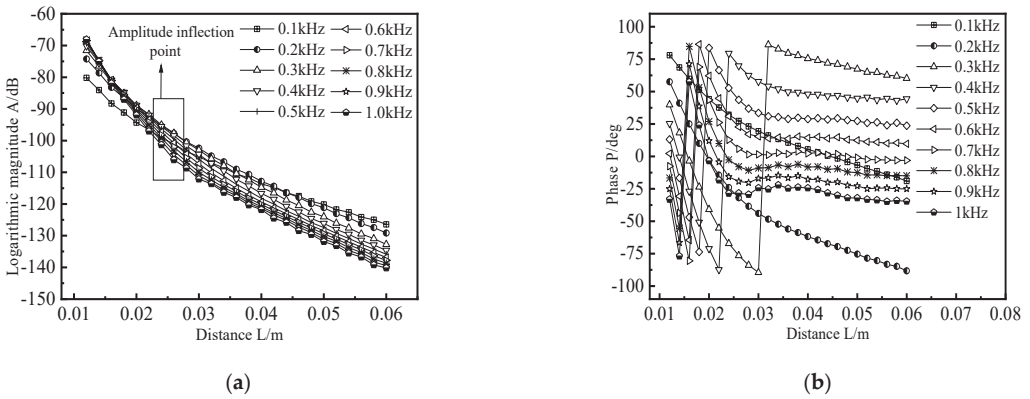 -50
-60
-70
-80
-90
-100
-110
-120
-130
-140
-150
Logarithmic magnitude A/dB
Amplitude inflection
point
0.1kHz 0.6kHz
0.2kHz 0.7kHz
0.3kHz 0.8kHz
0.4kHz 0.9kHz
0.5kHz 1.0kHz
0.01 0.02 0.03 0.04 0.05 0.06
Distance L/m
(a)
100
75
50
25
0
-25
-50
-75
-100
Phase P/deg
0.1kHz
0.2kHz
0.3kHz
0.4kHz
0.5kHz
0.6kHz
0.7kHz
0.8kHz
0.9kHz
1kHz
0.01 0.02 0.03 0.04 0.05 0.06 0.07 0.08
Distance L/m
(b)